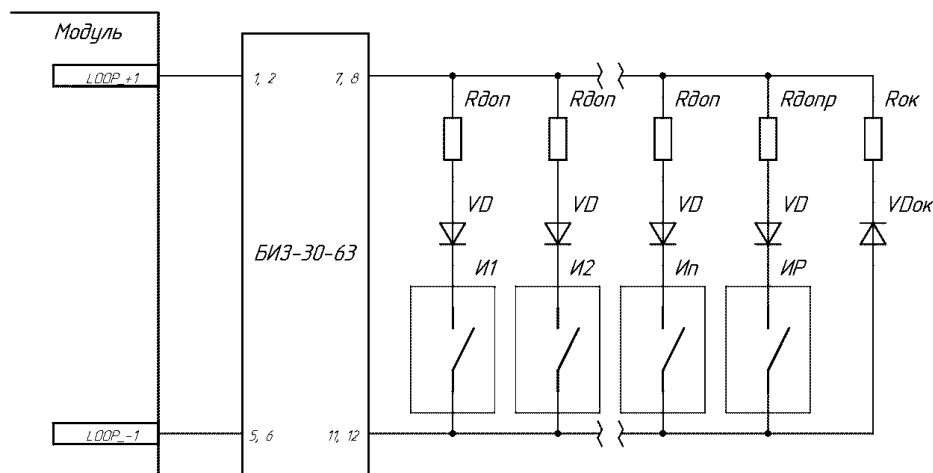 Модуль
LOOP_+1
1, 2
7, 8
Rдоп
Rдоп
Rдоп
Rдопр
Rок
VD
VD
VD
VD
VDок
БИЗ-30-63
И1
И2
Ип
ИР
LOOP_-1
5, 6
11, 12